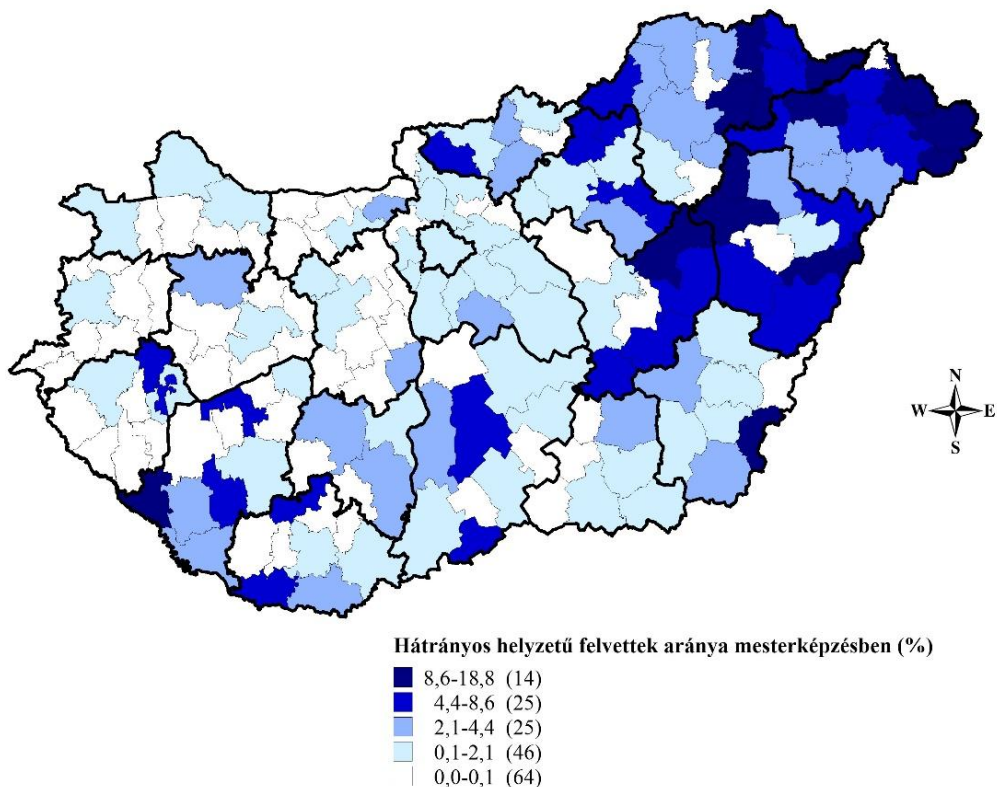 N
W E
S
Hátrányos helyzetű felvettek aránya mesterképzésben (%)
8,6-18,8 (14)
4,4-8,6 (25)
2,1-4,4 (25)
0,1-2,1 (46)
0,0-0,1 (64)